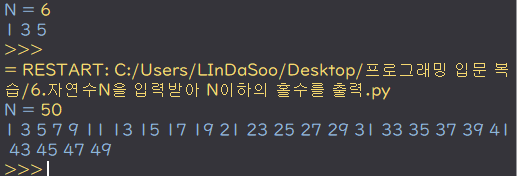 N = 6
1 3 5
>>>
= RESTART: C:/Users/LInDaSoo/Desktop/프로그래밍 입문 복
습/6.자연수N을 입력받아 N이하의 홀수를 출력.py
N = 50
1 3 5 7 9 11 13 15 17 19 21 23 25 27 29 31 33 35 37 39 41
43 45 47 49
>>>